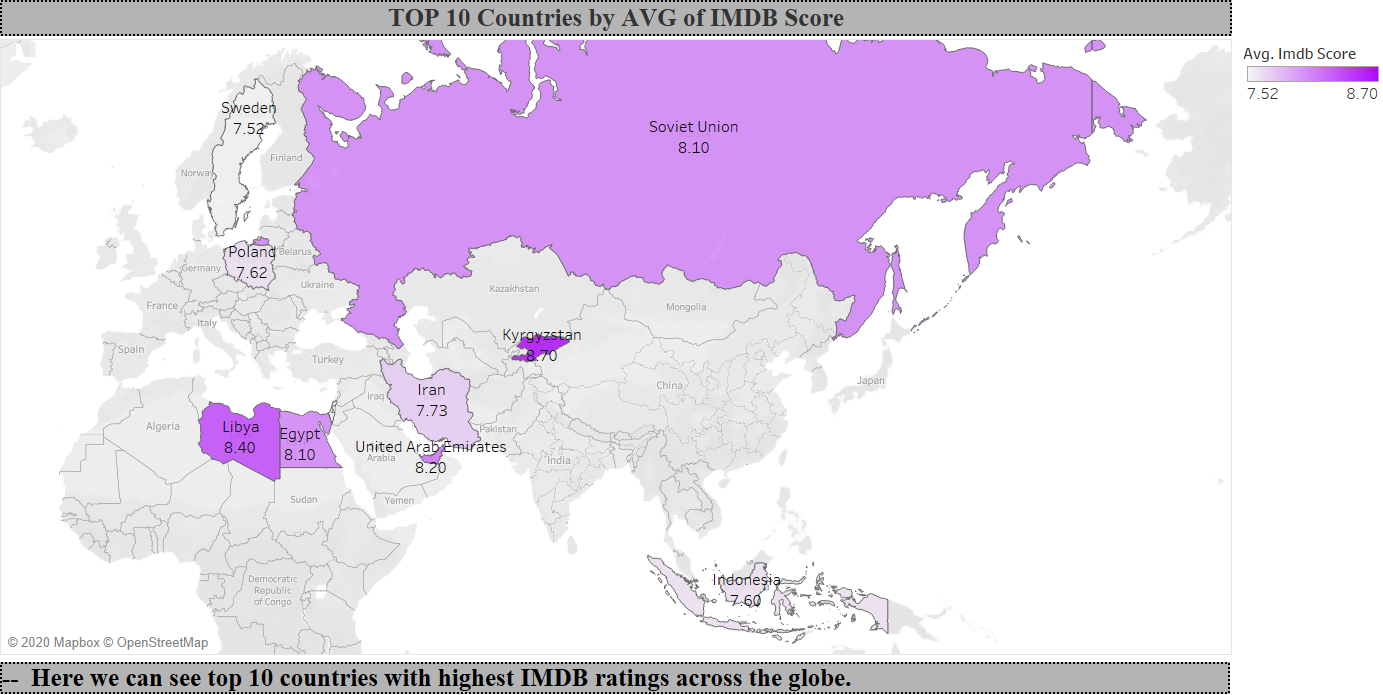 TOP 10 Countries by AVG of IMDB Score
Avg. Imdb Score
7.52 8.70
Sweden
7.52
Soviet Union
8.10
Finland
Norway
Poland
7.62
Belarus
Germany
Ukraine
Kazakhstan
France
Mongolia
Italy
Kyrgyzstan
8.70
Spain
Turkey
Japan
China
Iran
7.73
Iraq
Algeria
Libya
8.40
Egypt
8.10
Pakistan
United Arab Emirates
8.20
Arabia
India
Sudan
Yemen
Indonesia
7.60
Democratic
Republic
of Congo
© 2020 Mapbox © OpenStreetMap
-- Here we can see top 10 countries with highest IMDB ratings across the globe.